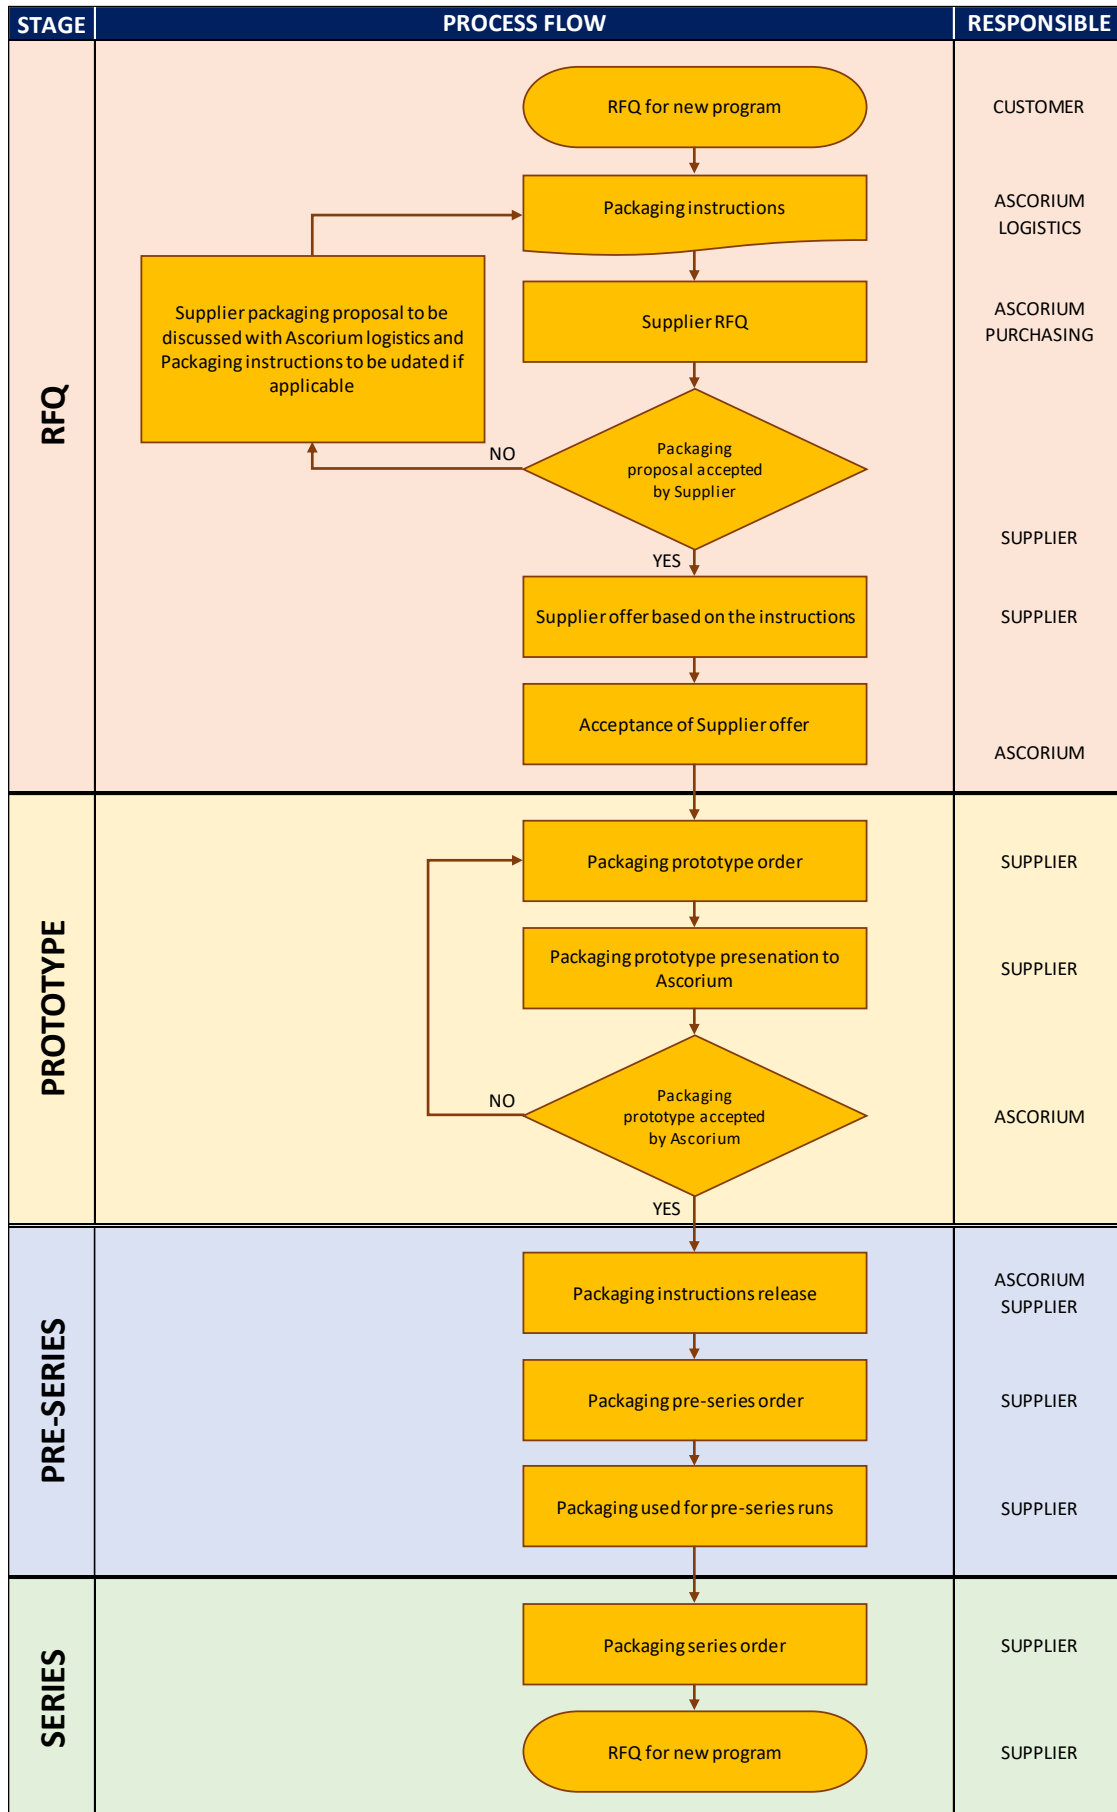 STAGE
PROCESS FLOW
RESPONSIBLE
RFQ
RFQ for new program
CUSTOMER
Packaging instructions
ASCORIUM
LOGISTICS
Supplier packaging proposal to be
discussed with Ascorium logistics and
Packaging instructions to be udated if
applicable
Supplier RFQ
ASCORIUM
PURCHASING
Packaging
proposal accepted
by Supplier
NO
SUPPLIER
YES
Supplier offer based on the instructions
SUPPLIER
Acceptance of Supplier offer
ASCORIUM
PROTOTYPE
Packaging prototype order
SUPPLIER
Packaging prototype presenation to
Ascorium
SUPPLIER
Packaging
prototype accepted
by Ascorium
NO
ASCORIUM
YES
PRE-SERIES
Packaging instructions release
ASCORIUM
SUPPLIER
Packaging pre-series order
SUPPLIER
Packaging used for pre-series runs
SUPPLIER
SERIES
Packaging series order
SUPPLIER
RFQ for new program
SUPPLIER